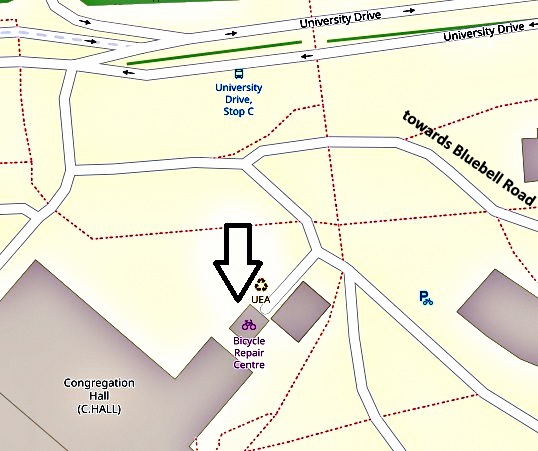 University Drive
University Drive
University
Drive,
Stop C
towards Bluebell Road
UEA
P
Bicycle
Repair
Centre
Congregation
Hall
(C.HALL)